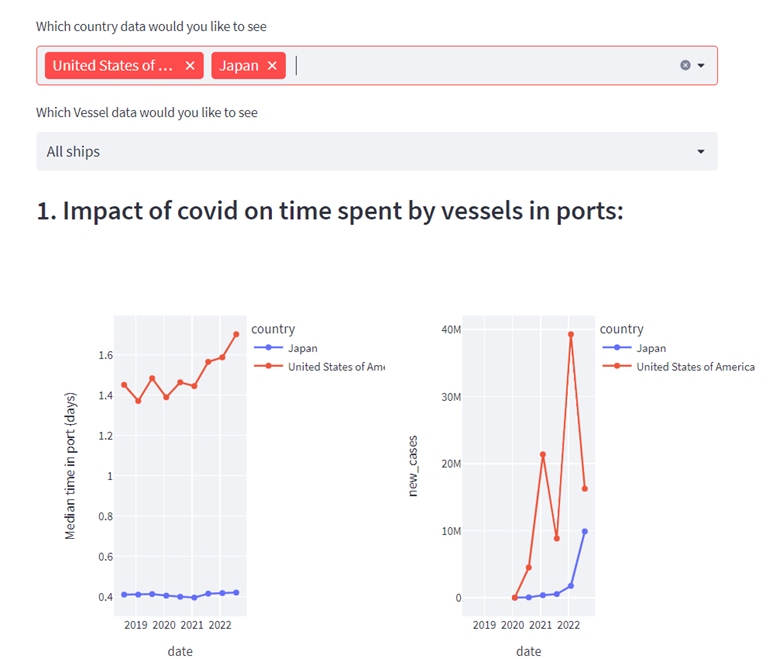 Which country data would you like to see
United States of ... × Japan ×
Which Vessel data would you like to see
All ships
1. Impact of covid on time spent by vessels in ports:
country
Japan
United States of Ame
1.6
1.4
1.2
1
0.8
0.6
0.4
Median time in port (days)
2019 2020 2021 2022
date
country
Japan
United States of America
40M
30M
20M
10M
0
new_cases
2019 2020 2021 2022
date